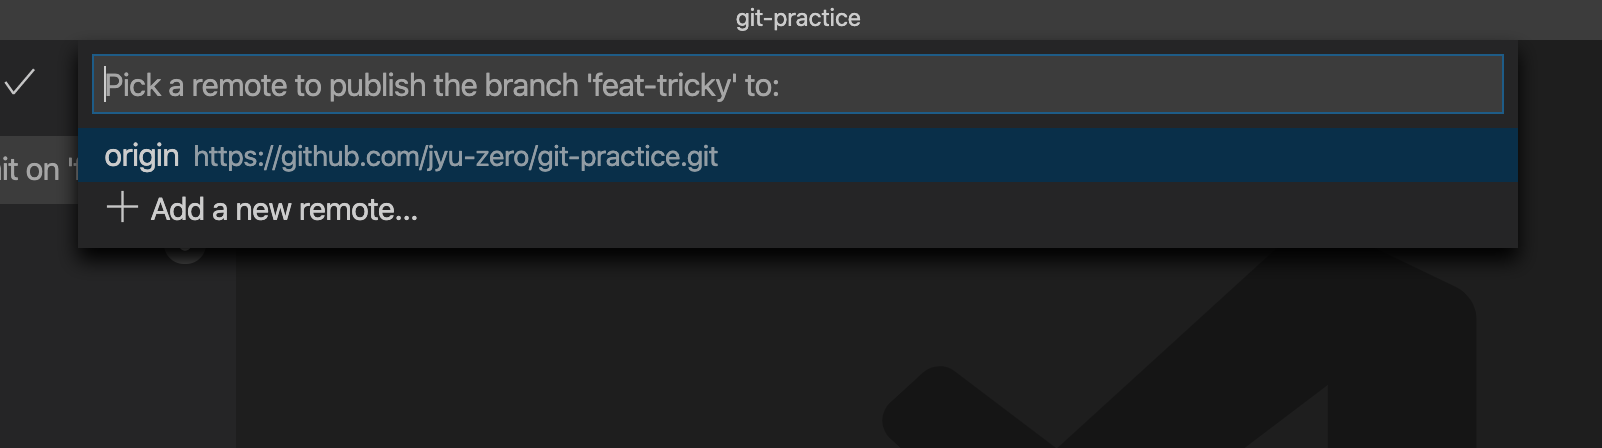 git-practice
Pick a remote to publish the branch 'feat-tricky' to:
origin https://github.com/jyu-zero/git-practice.git
it on '
Add a new remote...